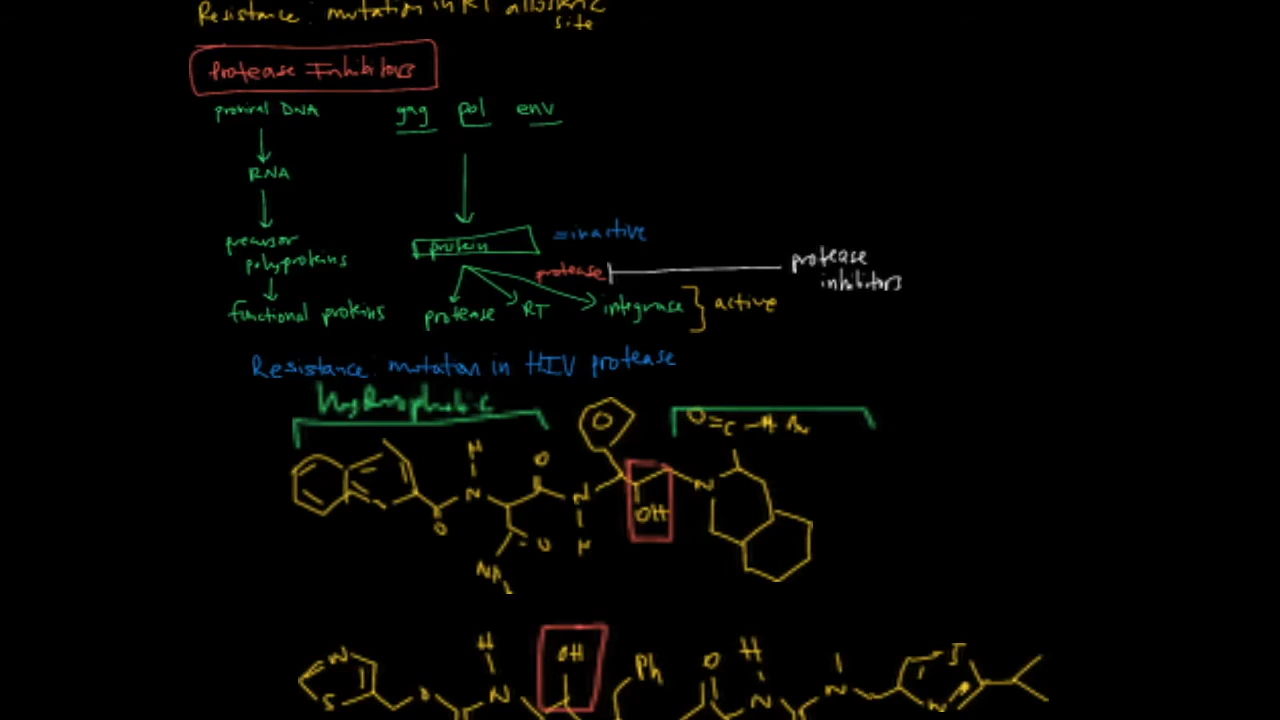 Resistance: mutation in RT allosteric
site
Protease Inhibitors
proviral DNA
gag pol env
RNA
precursor
polyproteins
protein
=inactive
protease
protease
inhibitors
functional proteins
protease RT integrase
active
Resistance: mutation in HIV protease
Hydrophobic
O=C-H
H
O
N
N
N
OH
O
O
H
NH2
H
OH
Ph
O
H
N
S
S
O
N
N
N
N